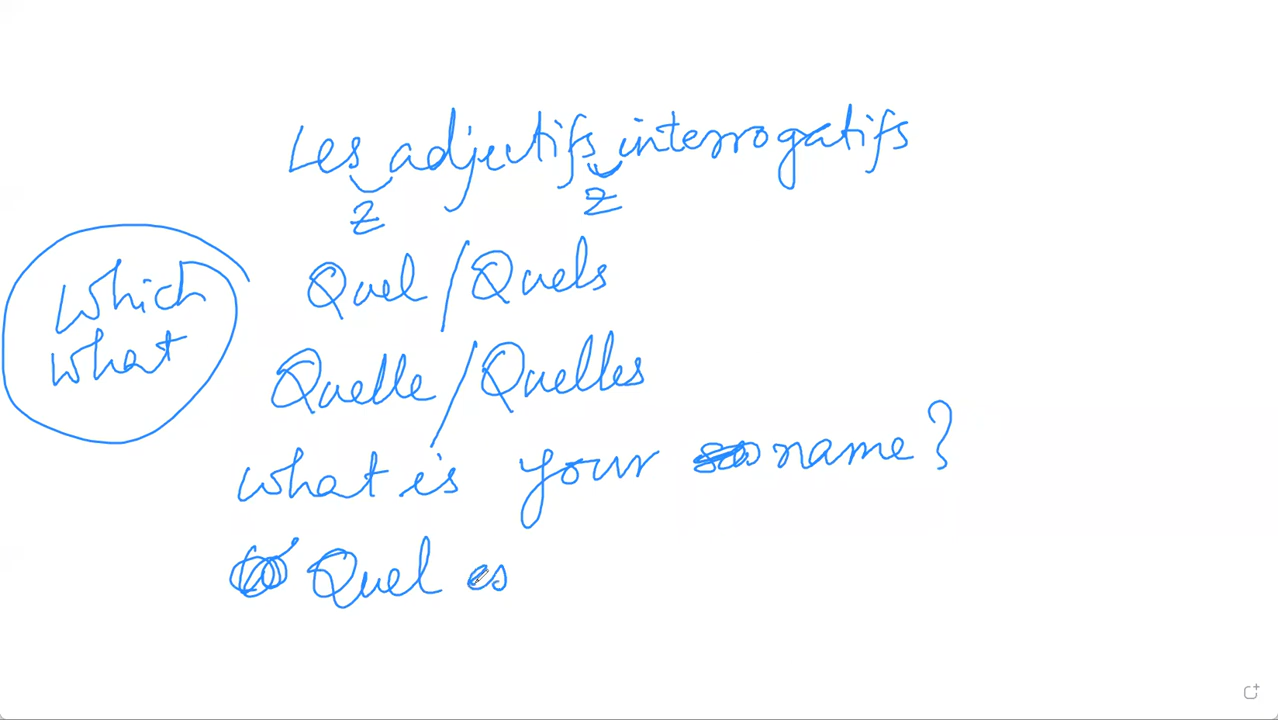 Les adjectifs interrogatifs
z z
Which
what
Quel / Quels
Quelle / Quelles
what is your name?
Quel es